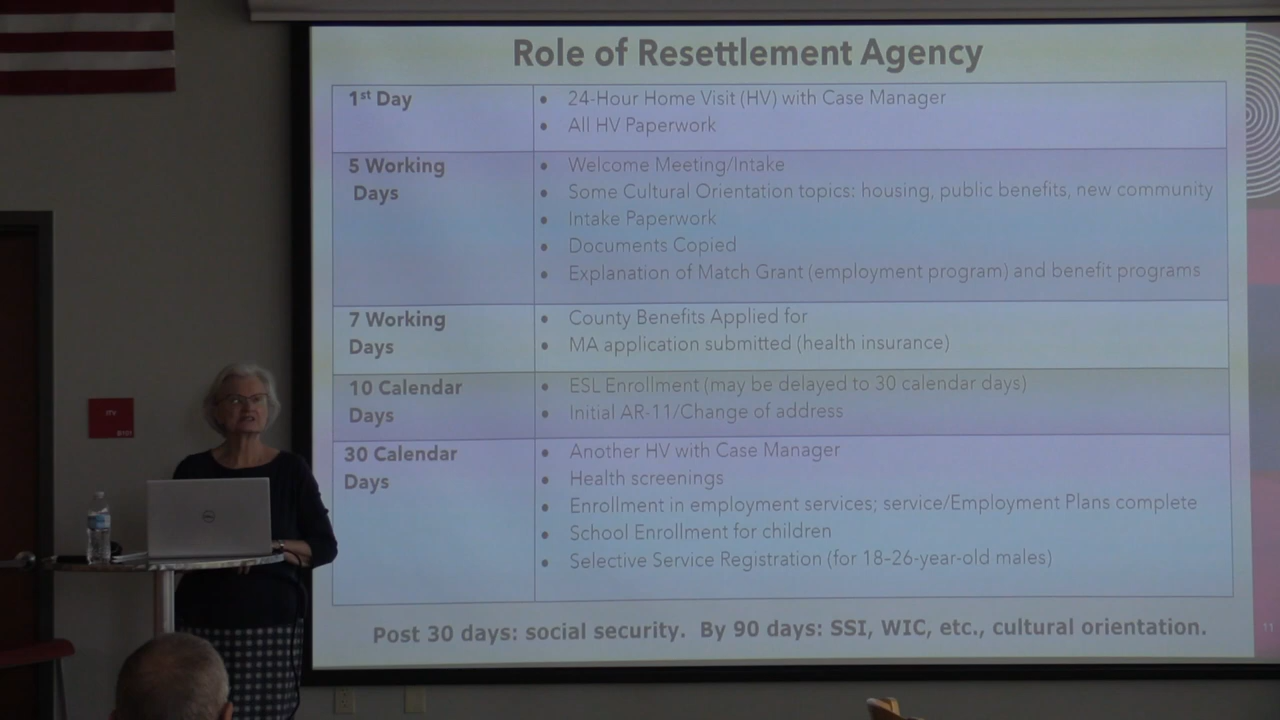 Role of Resettlement Agency
1st Day
• 24-Hour Home Visit (HV) with Case Manager
• All HV Paperwork
5 Working
Days
• Welcome Meeting/Intake
• Some Cultural Orientation topics: housing, public benefits, new community
• Intake Paperwork
• Documents Copied
• Explanation of Match Grant (employment program) and benefit programs
7 Working
Days
• County Benefits Applied for
• MA application submitted (health insurance)
10 Calendar
Days
• ESL Enrollment (may be delayed to 30 calendar days)
• Initial AR-11/Change of address
30 Calendar
Days
• Another HV with Case Manager
• Health screenings
• Enrollment in employment services; service/Employment Plans complete
• School Enrollment for children
• Selective Service Registration (for 18–26-year-old males)
Post 30 days: social security. By 90 days: SSI, WIC, etc., cultural orientation.
11
ITV
DELL